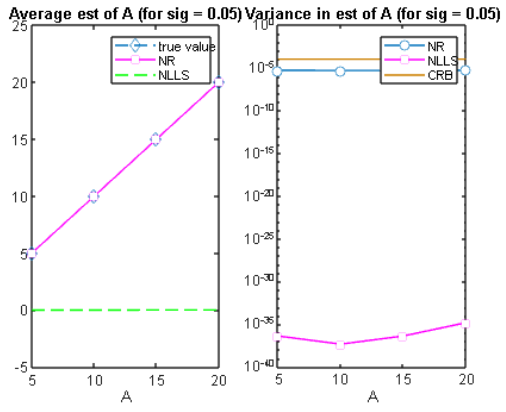 Average est of A (for sig = 0.05)
Variance in est of A (for sig = 0.05)
25
20
15
10
5
0
-5
5
10
15
20
A
true value
NR
NLLS
10^0
10^-5
10^-10
10^-15
10^-20
10^-25
10^-30
10^-35
10^-40
5
10
15
20
A
NR
NLLS
CRB